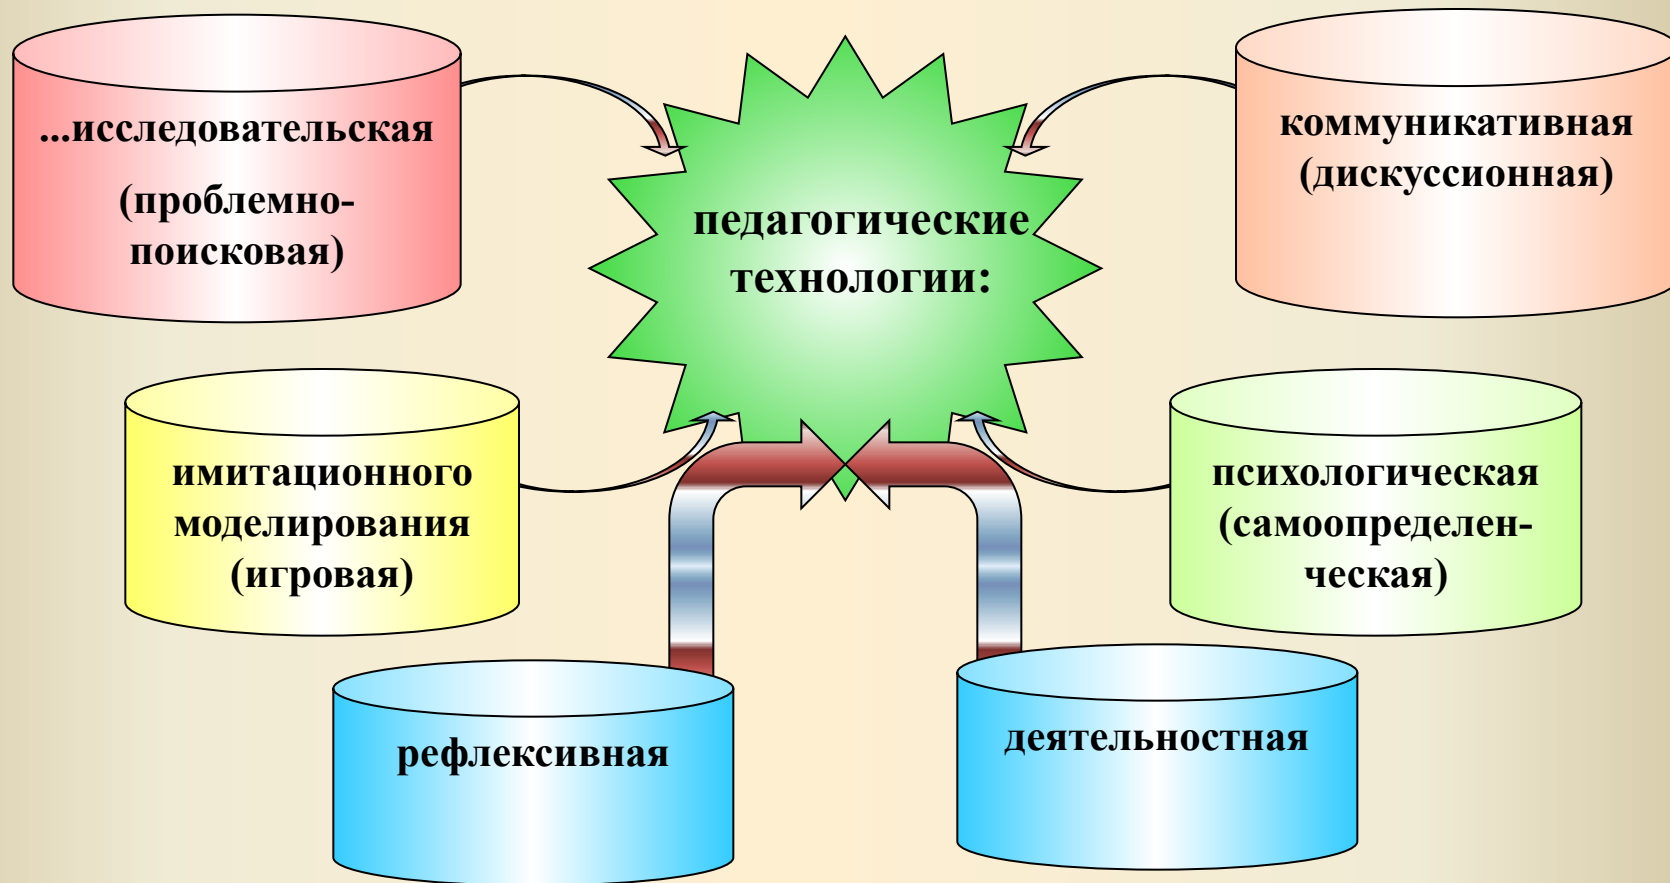 ...исследовательская
(проблемно-
поисковая)
педагогические
технологии:
коммуникативная
(дискуссионная)
имитационного
моделирования
(игровая)
психологическая
(самоопределен-
ческая)
рефлексивная
деятельностная